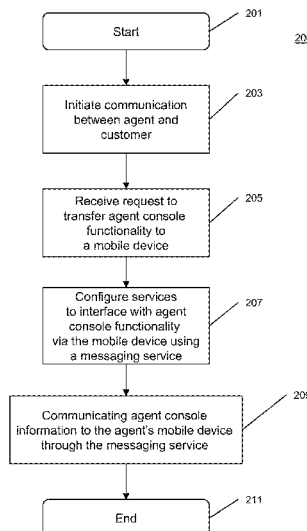 201
Start
20
203
Initiate communication
between agent and
customer
205
Receive request to
transfer agent console
functionality to
a mobile device
207
Configure services
to interface with agent
console functionality
via the mobile device using
a messaging service
209
Communicating agent console
information to the agent's mobile device
through the messaging service
211
End